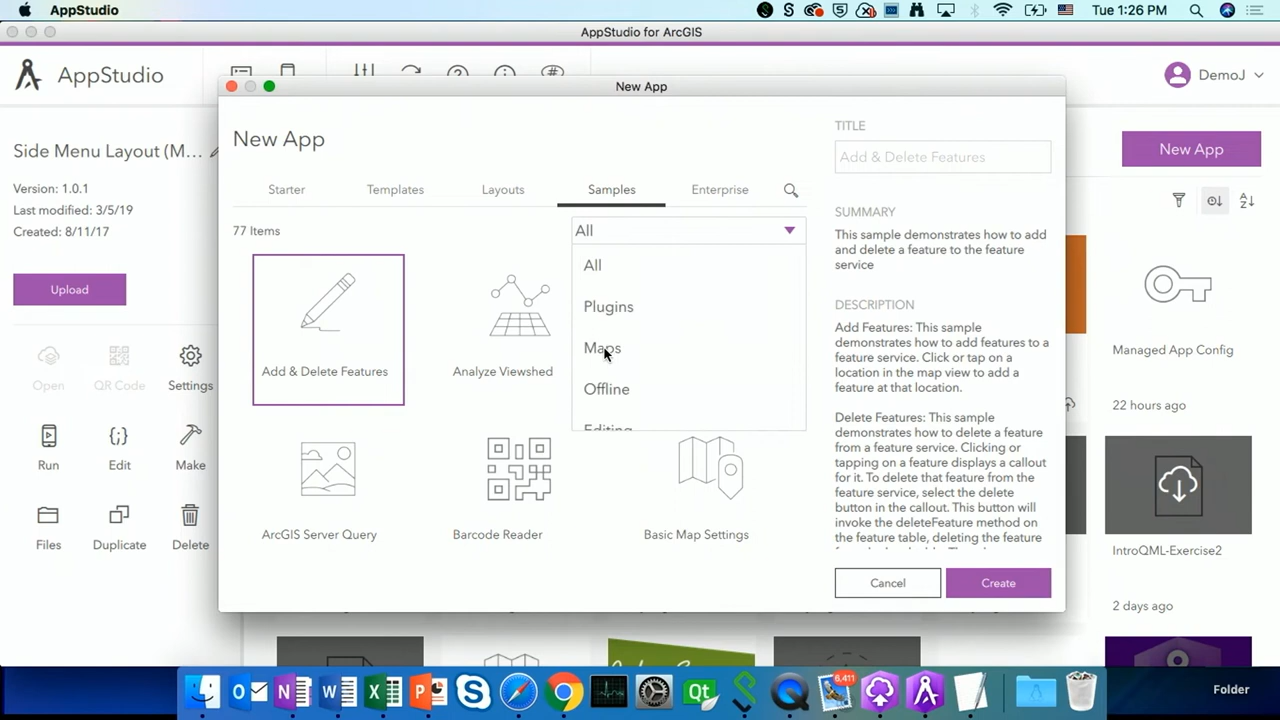 AppStudio
Tue 1:26 PM
AppStudio for ArcGIS
AppStudio
DemoJ
New App
New App
Side Menu Layout (M...
Version: 1.0.1
Last modified: 3/5/19
Created: 8/11/17
Upload
Open
QR Code
Settings
Run
Edit
Make
Files
Duplicate
Delete
Starter
Templates
Layouts
Samples
Enterprise
77 Items
All
All
Plugins
Maps
Offline
Editing
Add & Delete Features
Analyze Viewshed
ArcGIS Server Query
Barcode Reader
Basic Map Settings
TITLE
Add & Delete Features
SUMMARY
This sample demonstrates how to add
and delete a feature to the feature
service
DESCRIPTION
Add Features: This sample
demonstrates how to add features to a
feature service. Click or tap on a
location in the map view to add a
feature at that location.
Delete Features: This sample
demonstrates how to delete a feature
from a feature service. Clicking or
tapping on a feature displays a callout
for it. To delete that feature from the
feature service, select the delete
button in the callout. This button will
invoke the deleteFeature method on
the feature table, deleting the feature
Cancel
Create
New App
Managed App Config
22 hours ago
IntroQML-Exercise2
2 days ago
6,411
Folder